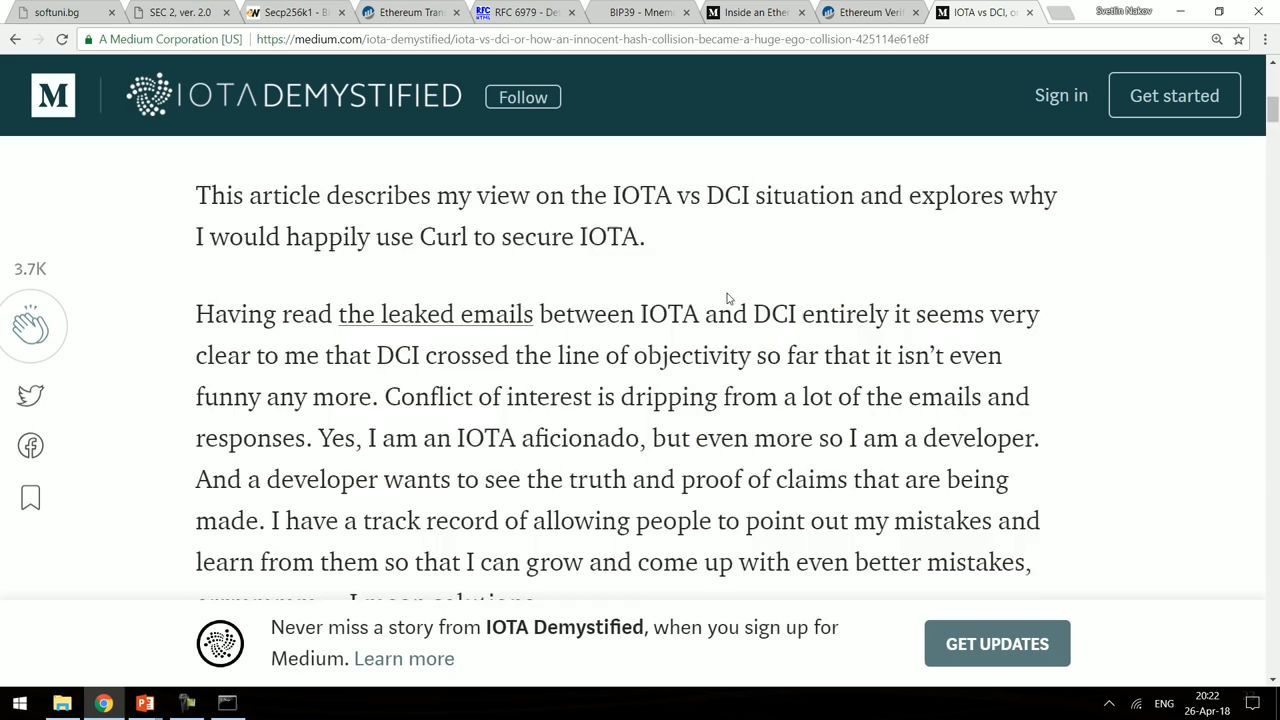 softuni.bg
SEC 2, ver. 2.0
Secp256k1 - Bi
Ethereum Tran
RFC 6979 - De
BIP39 - Mnem
Inside an Ethe
Ethereum Verif
IOTA vs DCI, or
Svetlin Nakov
A Medium Corporation [US]
https://medium.com/iota-demystified/iota-vs-dci-or-how-an-innocent-hash-collision-became-a-huge-ego-collision-425114e61e8f
M
IOTA DEMYSTIFIED
Follow
Sign in
Get started
This article describes my view on the IOTA vs DCI situation and explores why
I would happily use Curl to secure IOTA.
3.7K
Having read the leaked emails between IOTA and DCI entirely it seems very
clear to me that DCI crossed the line of objectivity so far that it isn’t even
funny any more. Conflict of interest is dripping from a lot of the emails and
responses. Yes, I am an IOTA aficionado, but even more so I am a developer.
And a developer wants to see the truth and proof of claims that are being
made. I have a track record of allowing people to point out my mistakes and
learn from them so that I can grow and come up with even better mistakes,
I mean solutions
Never miss a story from IOTA Demystified, when you sign up for
Medium. Learn more
GET UPDATES
ENG
20:22
26-Apr-18